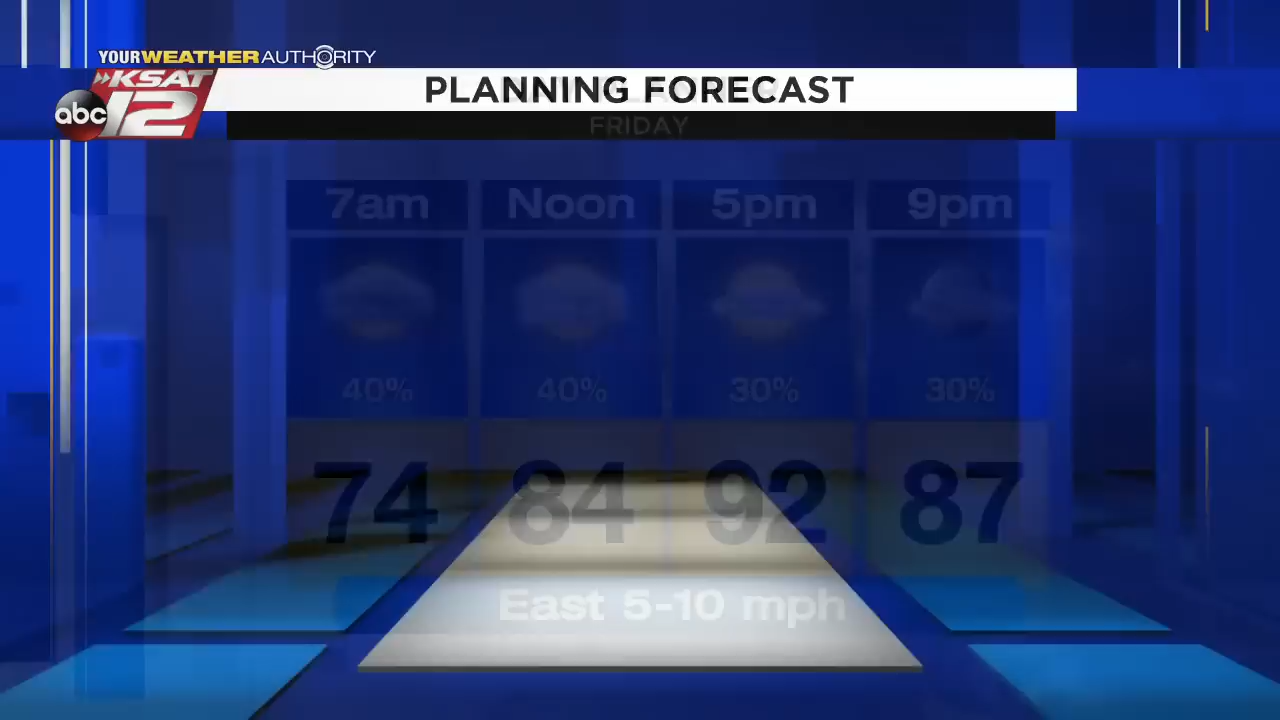 YOURWEATHERAUTHORITY
KSAT
abc 12
PLANNING FORECAST
FRIDAY
7am Noon 5pm 9pm
40% 40% 30% 30%
74 84 92 87
East 5-10 mph